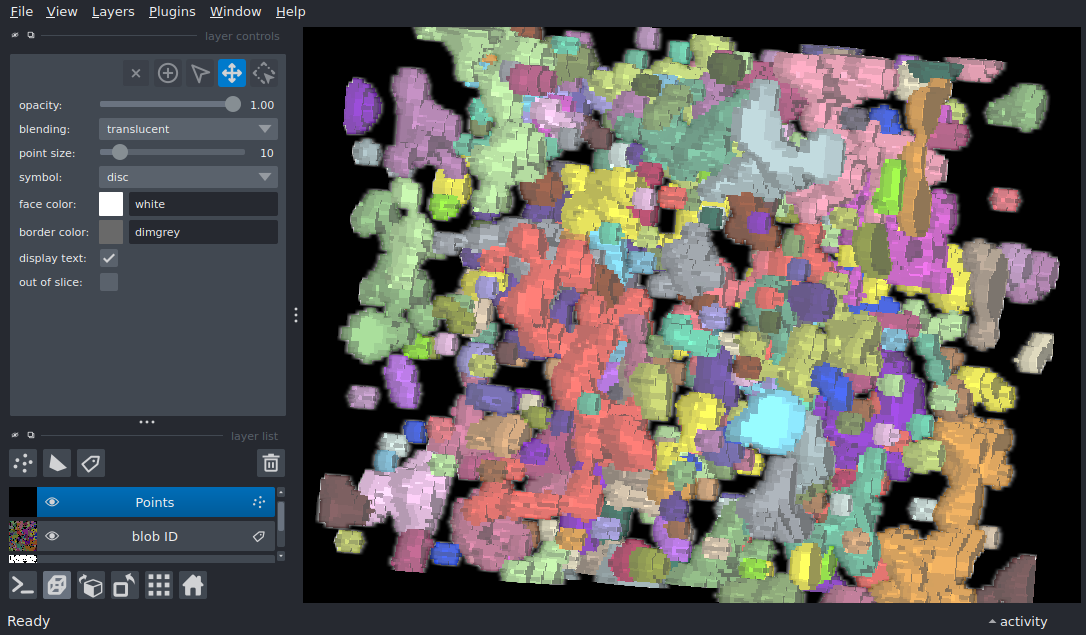 File View Layers Plugins Window Help
layer controls
opacity: 1.00
blending: translucent
point size: 10
symbol: disc
face color: white
border color: dimgrey
display text:
out of slice:
layer list
Points
blob ID
Ready
activity